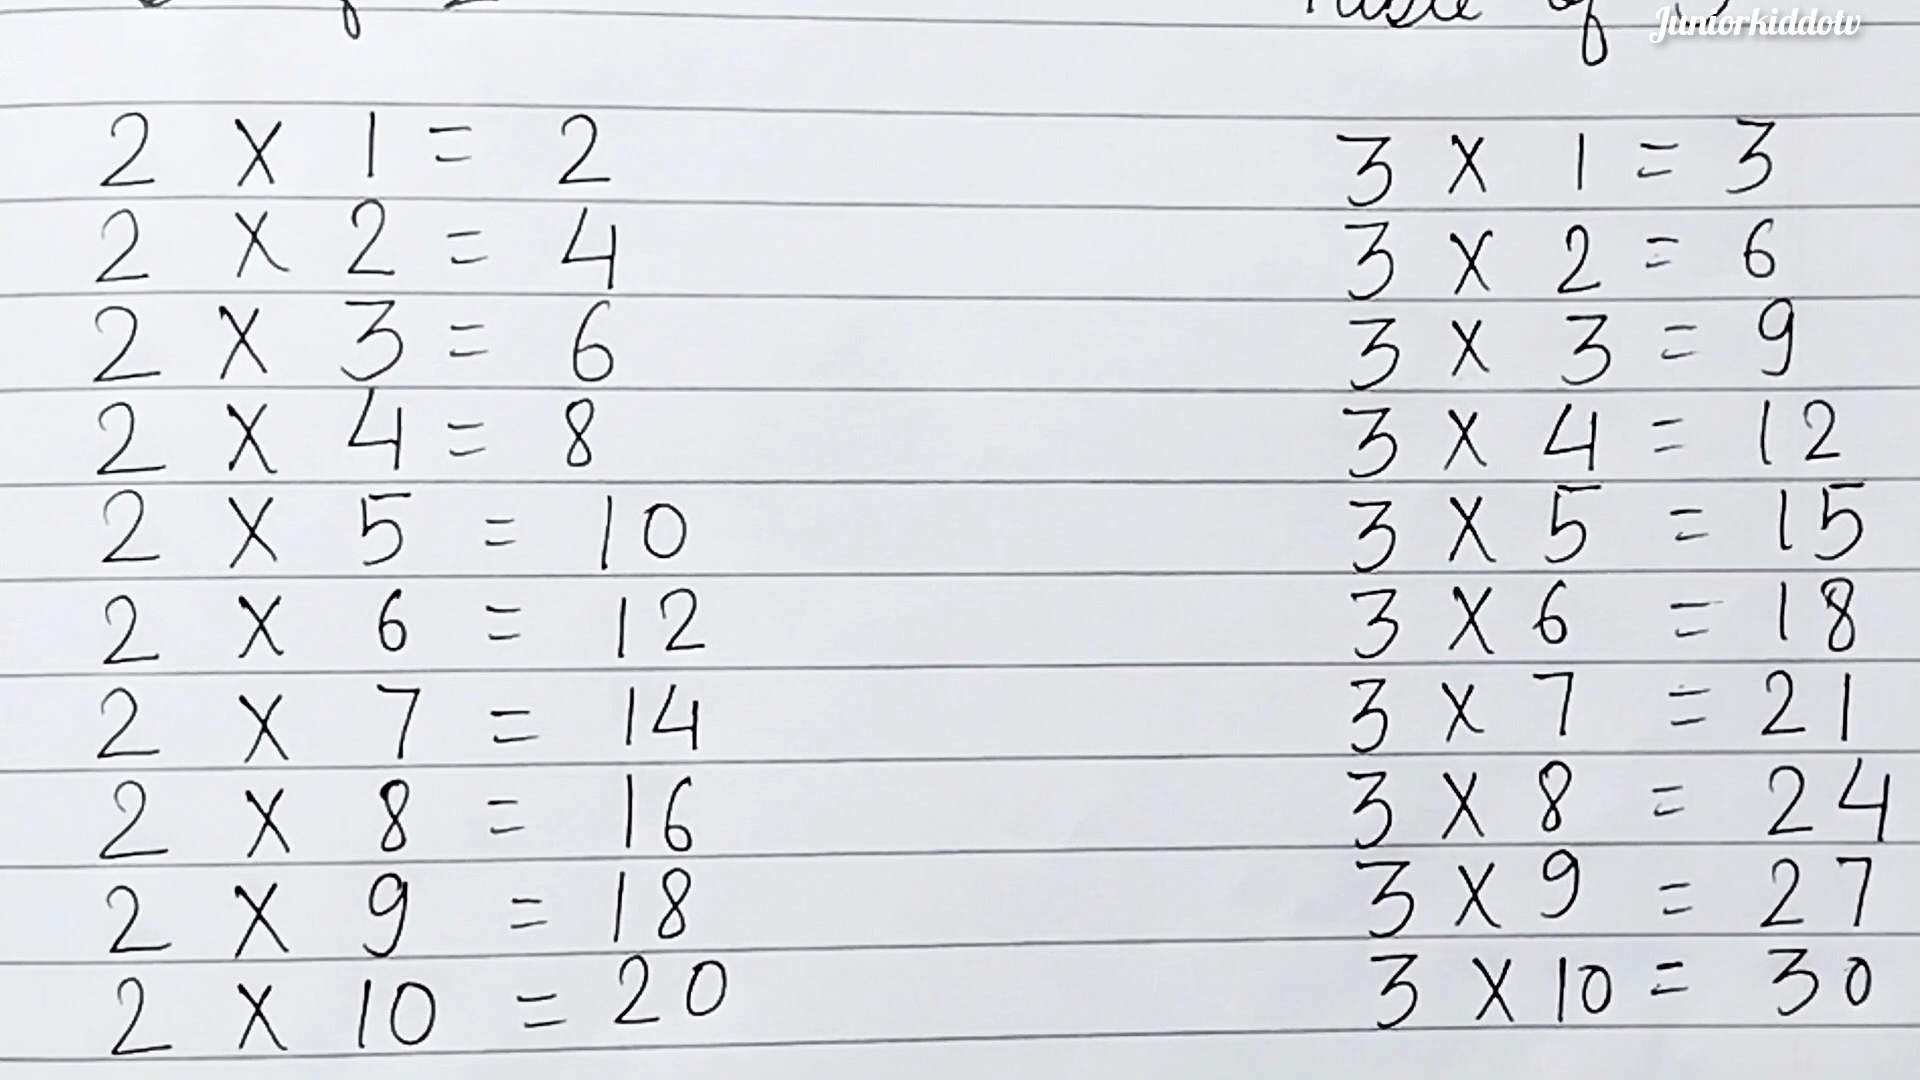 Table of
Juniorkiddotv
2 X 1 = 2 3 X 1 = 3
2 X 2 = 4 3 X 2 = 6
2 X 3 = 6 3 X 3 = 9
2 X 4 = 8 3 X 4 = 12
2 X 5 = 10 3 X 5 = 15
2 X 6 = 12 3 X 6 = 18
2 X 7 = 14 3 X 7 = 21
2 X 8 = 16 3 X 8 = 24
2 X 9 = 18 3 X 9 = 27
2 X 10 = 20 3 X 10 = 30